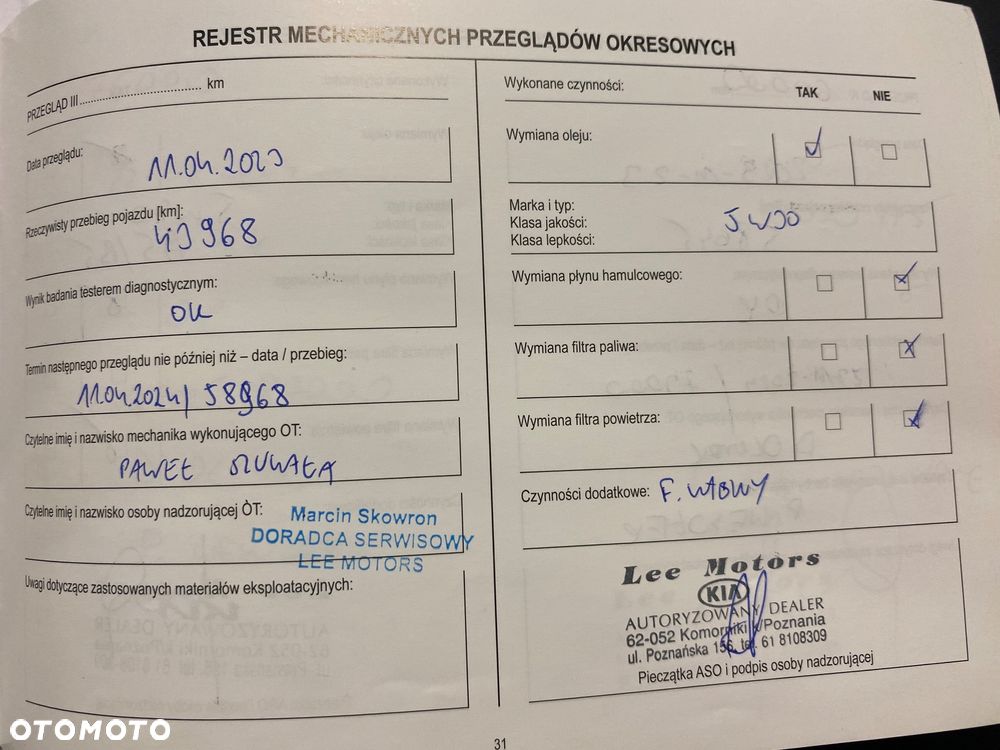 REJESTR MECHANICZNYCH PRZEGLĄDÓW OKRESOWYCH
PRZEGLĄD III.................................... km
Data przeglądu:
11.04.2023
Rzeczywisty przebieg pojazdu [km]:
43968
Wynik badania testerem diagnostycznym:
OK
Termin następnego przeglądu nie później niż – data / przebieg:
11.04.2024 / 58968
Czytelne imię i nazwisko mechanika wykonującego OT:
PAWEŁ
Czytelne imię i nazwisko osoby nadzorującej OT:
Marcin Skowron
DORADCA SERWISOWY
LEE MOTORS
Uwagi dotyczące zastosowanych materiałów eksploatacyjnych:
Wykonane czynności:
TAK NIE
Wymiana oleju:
Marka i typ:
Klasa jakości:
Klasa lepkości:
5W30
Wymiana płynu hamulcowego:
Wymiana filtra paliwa:
Wymiana filtra powietrza:
Czynności dodatkowe: F.
Lee Motors
KIA
AUTORYZOWANY DEALER
62-052 Komorniki k/Poznania
ul. Poznańska 156, tel. 61 8108309
Pieczątka ASO i podpis osoby nadzorującej
31
OTOMOTO